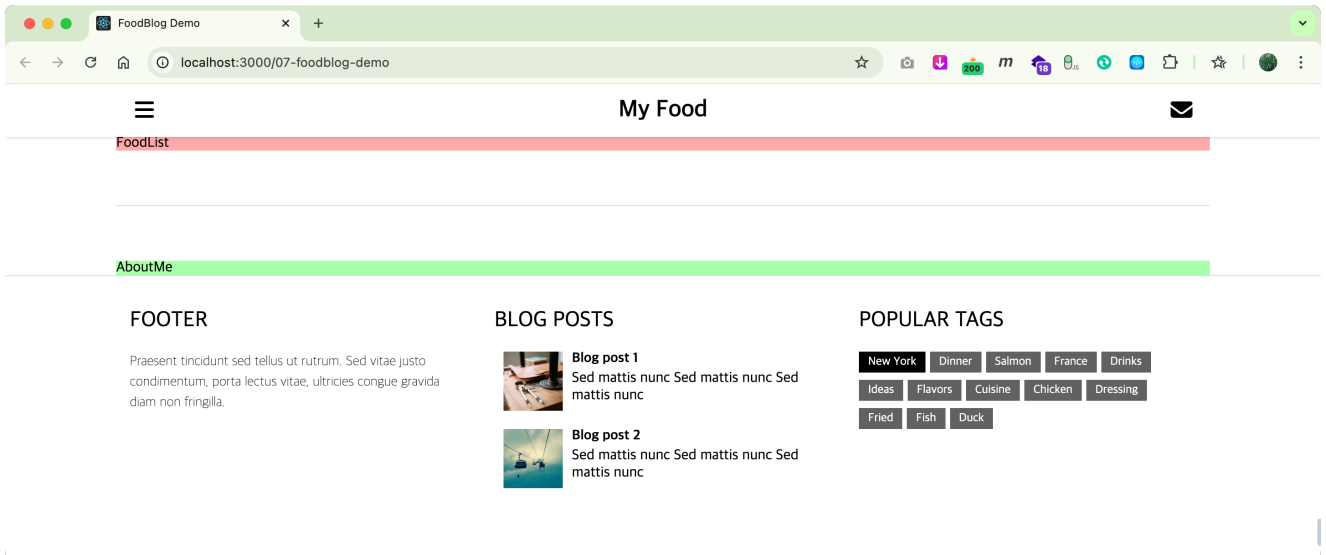 FoodBlog Demo
localhost:3000/07-foodblog-demo
200
m
18
JS
My Food
FoodList
AboutMe
FOOTER
Praesent tincidunt sed tellus ut rutrum. Sed vitae justo
condimentum, porta lectus vitae, ultricies congue gravida
diam non fringilla.
BLOG POSTS
Blog post 1
Sed mattis nunc Sed mattis nunc Sed
mattis nunc
Blog post 2
Sed mattis nunc Sed mattis nunc Sed
mattis nunc
POPULAR TAGS
New York Dinner Salmon France Drinks
Ideas Flavors Cuisine Chicken Dressing
Fried Fish Duck